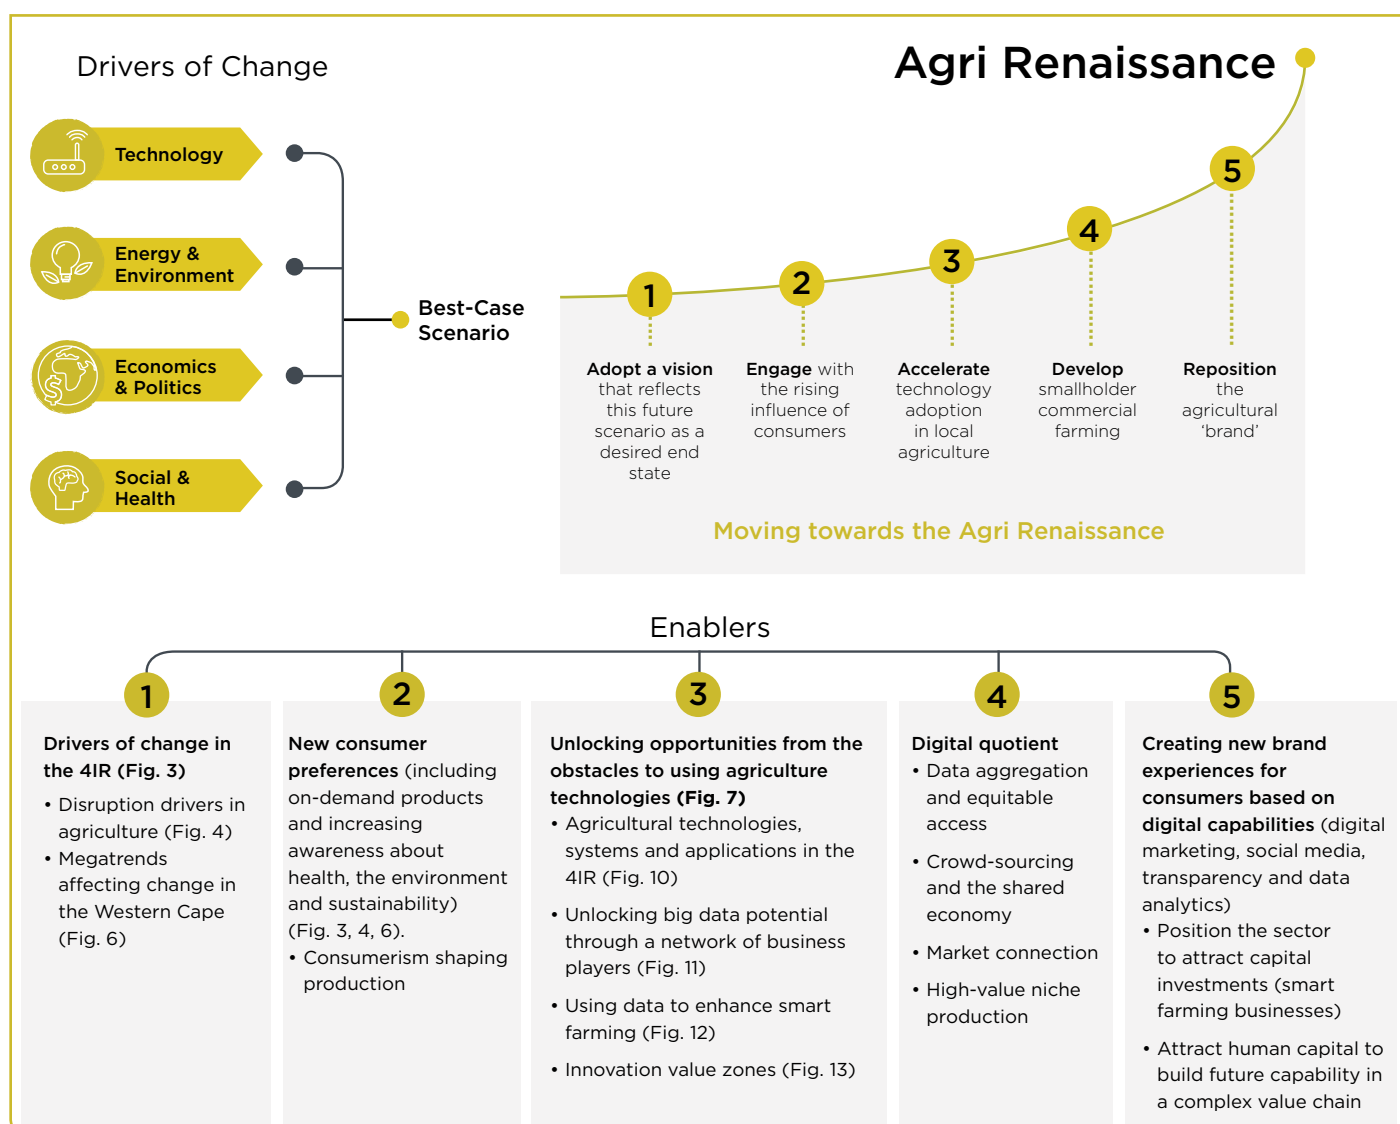 Drivers of Change
Technology
Energy &
Environment
Economics
& Politics
Social &
Health
Best-Case
Scenario
Agri Renaissance
1
Adopt a vision
that reflects
this future
scenario as a
desired end
state
2
Engage with
the rising
influence of
consumers
3
Accelerate
technology
adoption
in local
agriculture
4
Develop
smallholder
commercial
farming
5
Reposition
the
agricultural
‘brand’
Moving towards the Agri Renaissance
Enablers
1
Drivers of change in
the 4IR (Fig. 3)
• Disruption drivers in
agriculture (Fig. 4)
• Megatrends
affecting change in
the Western Cape
(Fig. 6)
2
New consumer
preferences (including
on-demand products
and increasing
awareness about
health, the environment
and sustainability)
(Fig. 3, 4, 6).
• Consumerism shaping
production
3
Unlocking opportunities from the
obstacles to using agriculture
technologies (Fig. 7)
• Agricultural technologies,
systems and applications in the
4IR (Fig. 10)
• Unlocking big data potential
through a network of business
players (Fig. 11)
• Using data to enhance smart
farming (Fig. 12)
• Innovation value zones (Fig. 13)
4
Digital quotient
• Data aggregation
and equitable
access
• Crowd-sourcing
and the shared
economy
• Market connection
• High-value niche
production
5
Creating new brand
experiences for
consumers based on
digital capabilities (digital
marketing, social media,
transparency and data
analytics)
• Position the sector
to attract capital
investments (smart
farming businesses)
• Attract human capital to
build future capability in
a complex value chain